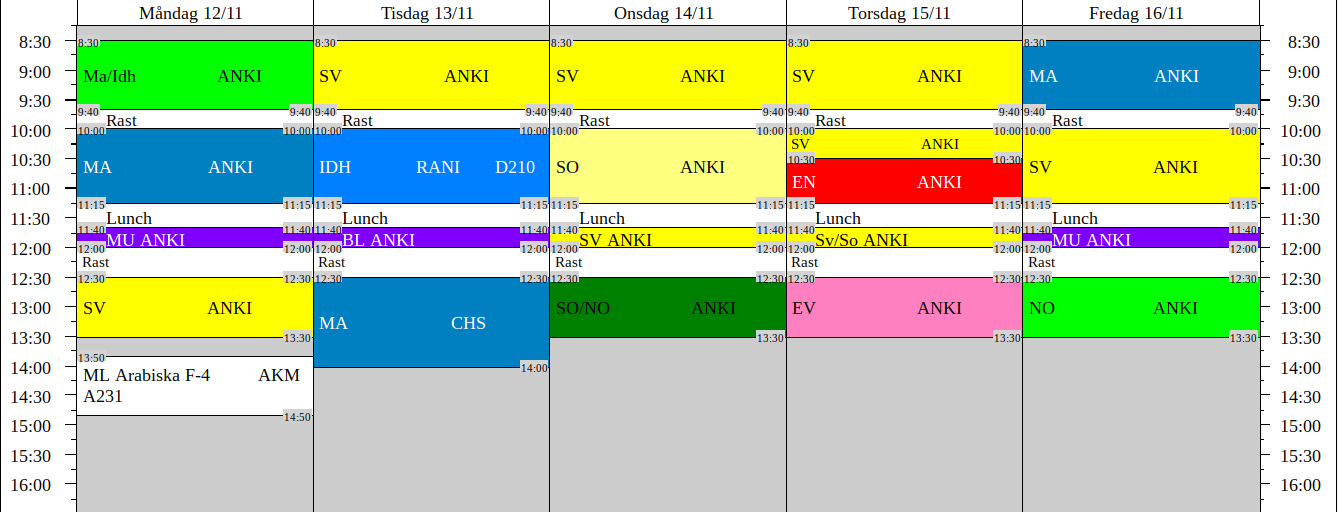 Måndag 12/11 Tisdag 13/11 Onsdag 14/11 Torsdag 15/11 Fredag 16/11
8:30 8:30 8:30 8:30 8:30 8:30 8:30
9:00 Ma/Idh ANKI SV ANKI SV ANKI SV ANKI MA ANKI 9:00
9:30 9:30
9:40 9:40 9:40 9:40 9:40 9:40 9:40 9:40 9:40 9:40
Rast Rast Rast Rast Rast
10:00 10:00 10:00 10:00 10:00 10:00 10:00 10:00 10:00 10:00 10:00 10:00
SV ANKI
10:30 10:30 10:30 10:30
MA ANKI IDH RANI D210 SO ANKI SV ANKI
11:00 EN ANKI 11:00
11:15 11:15 11:15 11:15 11:15 11:15 11:15 11:15 11:15 11:15
11:30 Lunch Lunch Lunch Lunch Lunch 11:30
11:40 11:40 11:40 11:40 11:40 11:40 11:40 11:40 11:40 11:40
MU ANKI BL ANKI SV ANKI Sv/So ANKI MU ANKI
12:00 12:00 12:00 12:00 12:00 12:00 12:00 12:00 12:00 12:00 12:00 12:00
Rast Rast Rast Rast Rast
12:30 12:30 12:30 12:30 12:30 12:30 12:30 12:30 12:30 12:30 12:30 12:30
13:00 SV ANKI MA CHS SO/NO ANKI EV ANKI NO ANKI 13:00
13:30 13:30 13:30 13:30 13:30 13:30
13:50
14:00 14:00 14:00
ML Arabiska F-4 AKM
A231
14:30 14:30
14:50
15:00 15:00
15:30 15:30
16:00 16:00